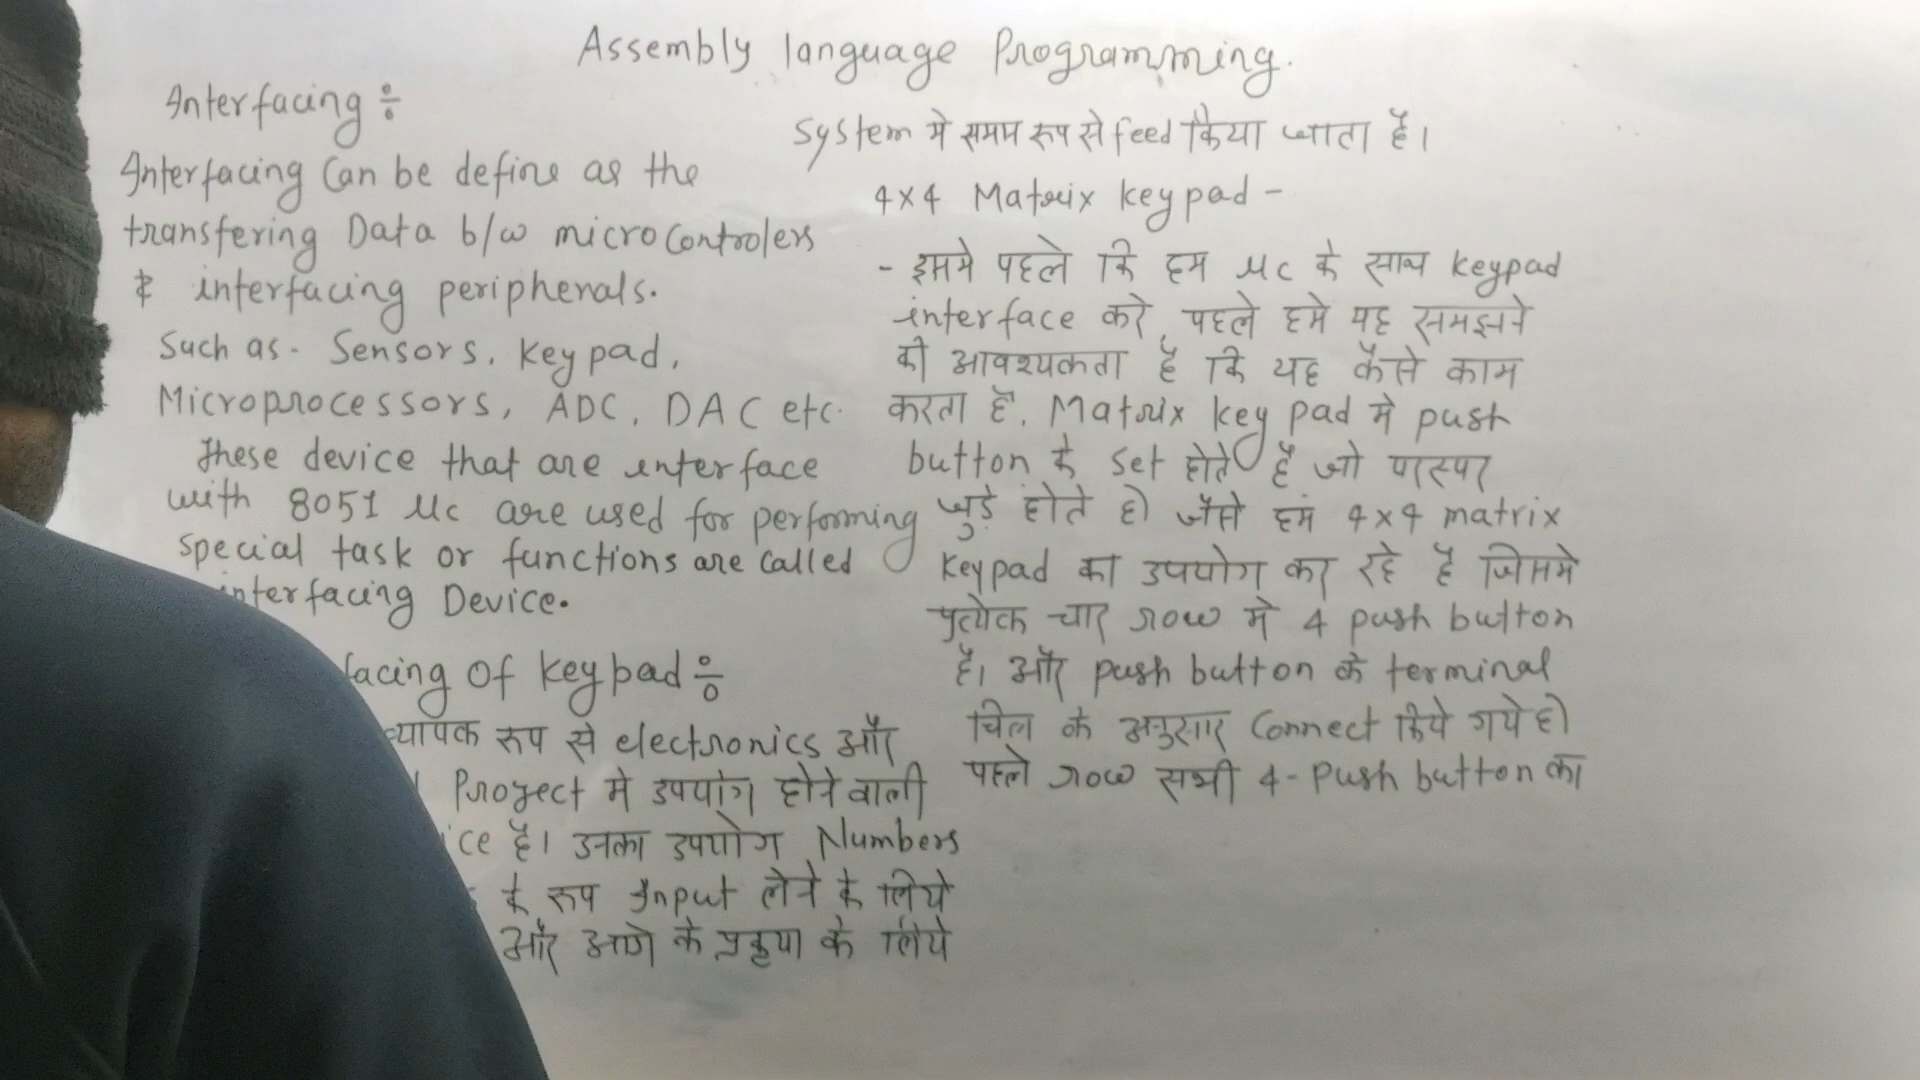 Assembly language Programming.
Interfacing ÷
Interfacing Can be define as the
transfering Data b/w microControlers
& interfacing peripherals.
Such as - Sensors, Keypad,
Microprocessors, ADC, DAC etc.
These device that are interface
with 8051 Mc are used for performing
special task or functions are called
interfacing Device.
facing of Keypad ÷
व्यापक रूप से electronics और
Project मे उपयोग होने वाली
ice है। उनका उपयोग Numbers
के रूप Input लेने के लिये
और आगे के प्रकृया के लिये
System मे समग्र रूप से feed किया जाता है।
4x4 Matrix keypad -
- इसमे पहले कि हम Mc के साथ keypad
interface करे, पहले हमे यह समझने
की आवश्यकता है कि यह कैसे काम
करता है. Matrix key pad मे push
button के set होते है जो परस्पर
जुड़े होते हो जैसे हम 4x4 matrix
Keypad का उपयोग कर रहे है जिसमे
प्रत्येक चार row मे 4 push button
है। और push button के terminal
चित्र के अनुसार Connect किये गये हो
पहले row सभी 4-Push button का